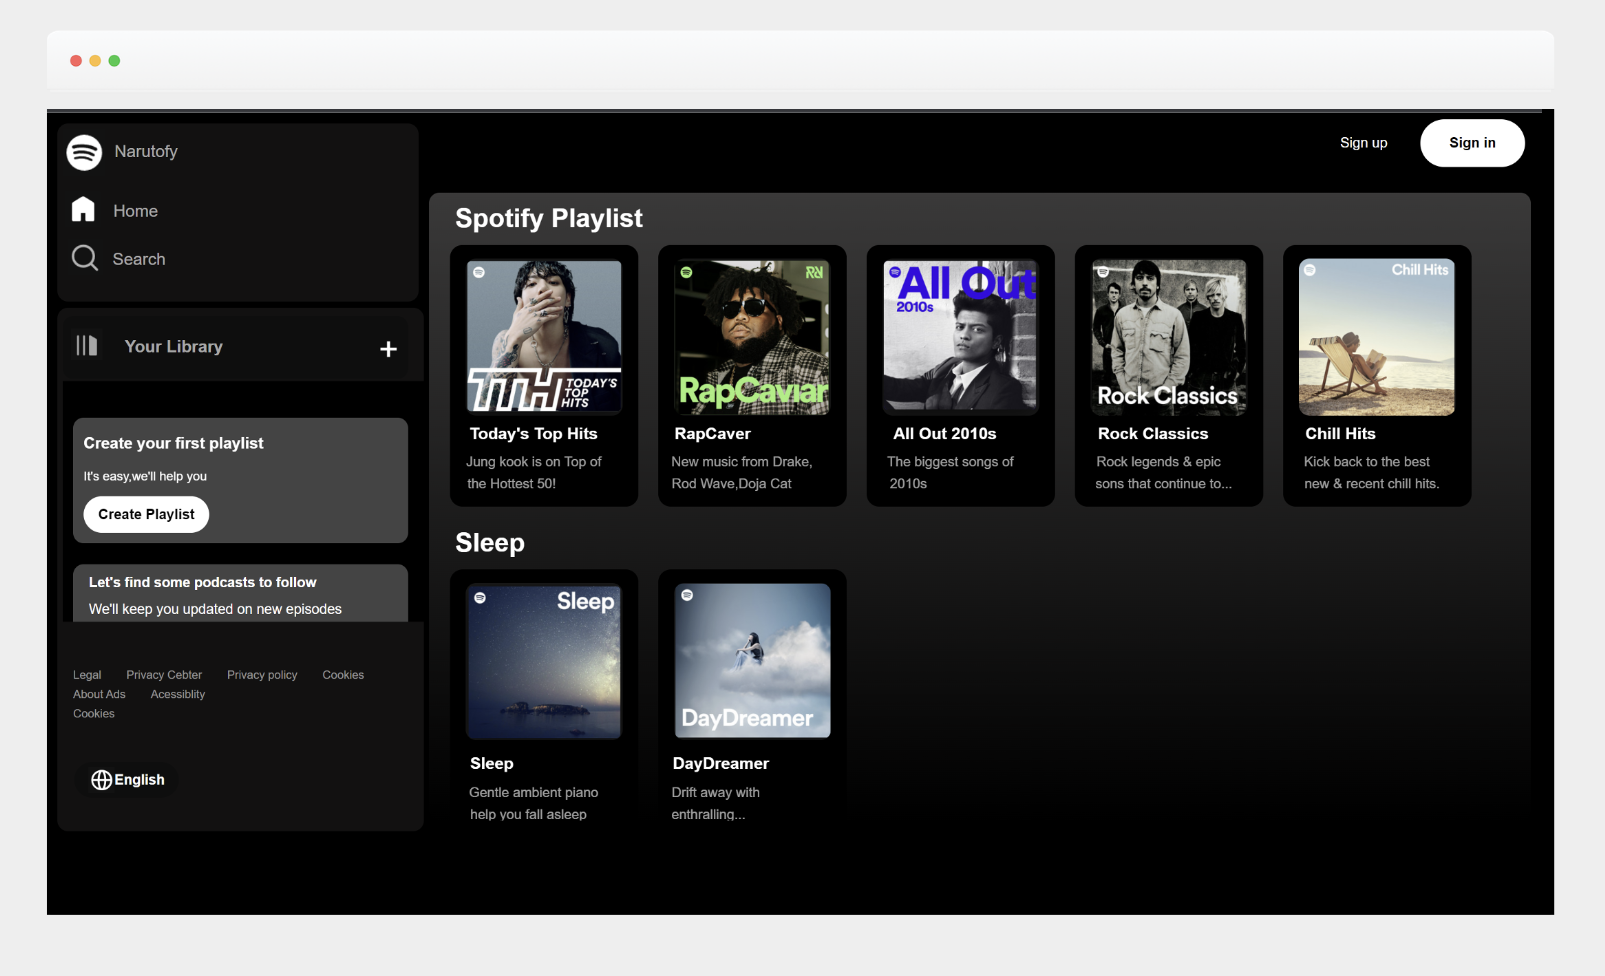 Narutofy
Home
Search
Your Library
Create your first playlist
It's easy,we'll help you
Create Playlist
Let's find some podcasts to follow
We'll keep you updated on new episodes
Legal Privacy Cebter Privacy policy Cookies
About Ads Acessiblity
Cookies
English
Sign up Sign in
Spotify Playlist
TTH TODAY'S
TOP
HITS
Today's Top Hits
Jung kook is on Top of
the Hottest 50!
RapCaviar
RapCaver
New music from Drake,
Rod Wave,Doja Cat
All Out
2010s
All Out 2010s
The biggest songs of
2010s
Rock Classics
Rock Classics
Rock legends & epic
sons that continue to...
Chill Hits
Chill Hits
Kick back to the best
new & recent chill hits.
Sleep
Sleep
Sleep
Gentle ambient piano
help you fall asleep
DayDreamer
DayDreamer
Drift away with
enthralling...